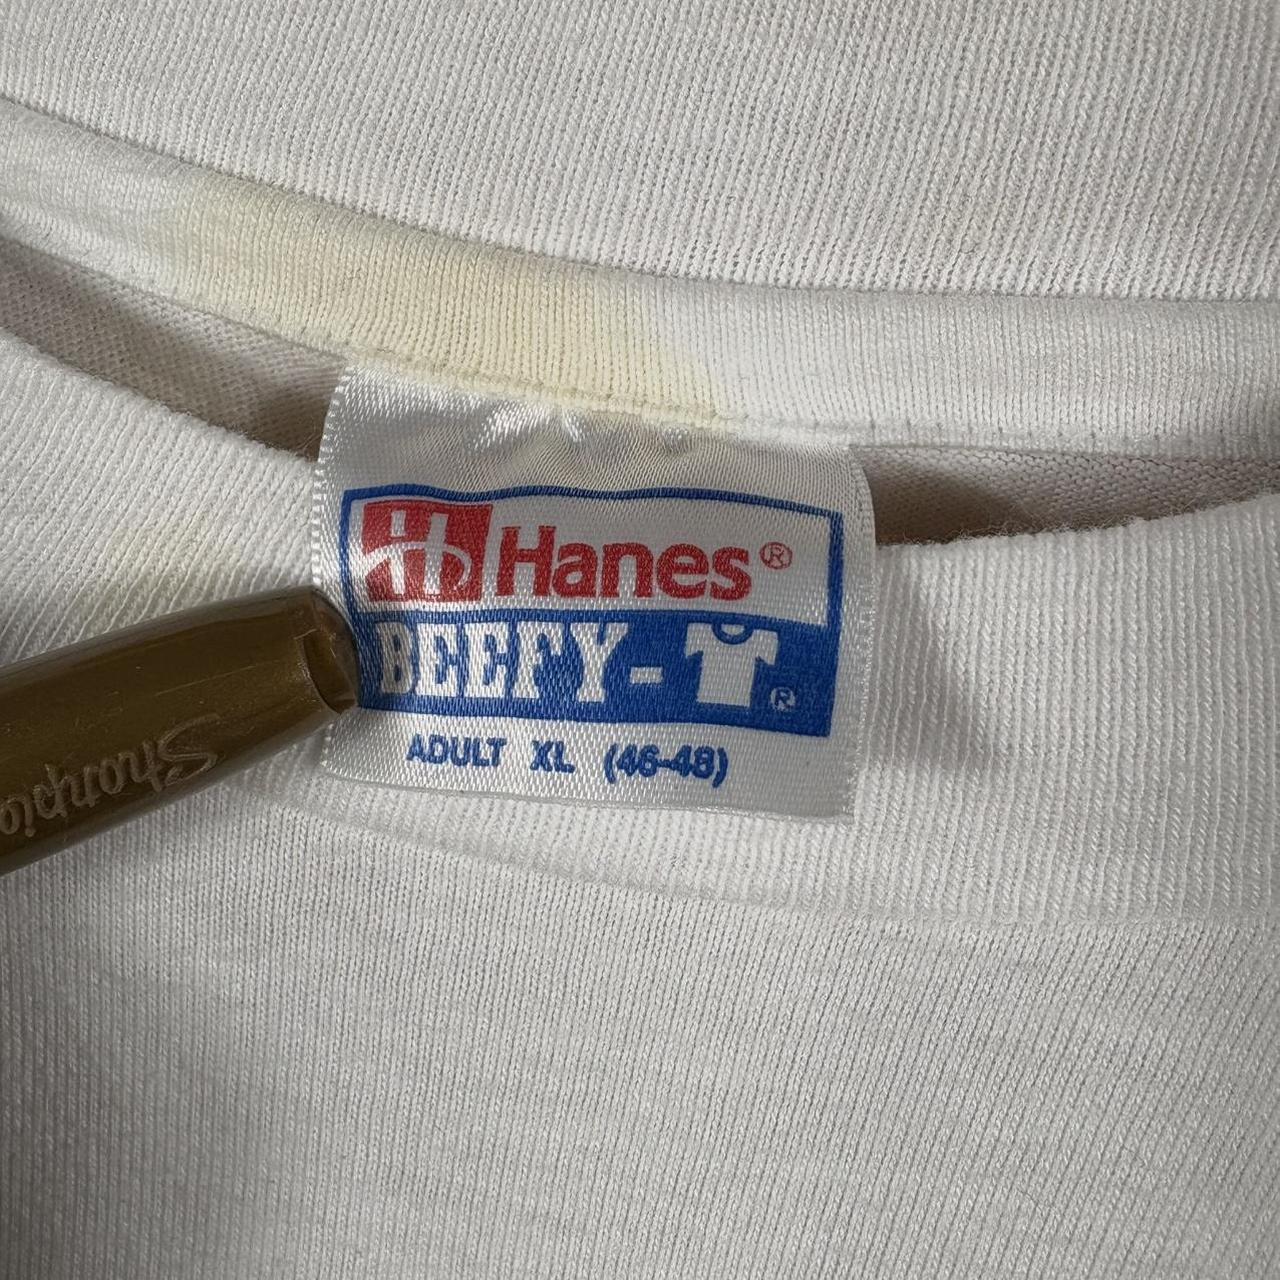 Hanes®
BEEFY-®
ADULT XL (46-48)
Sharpie